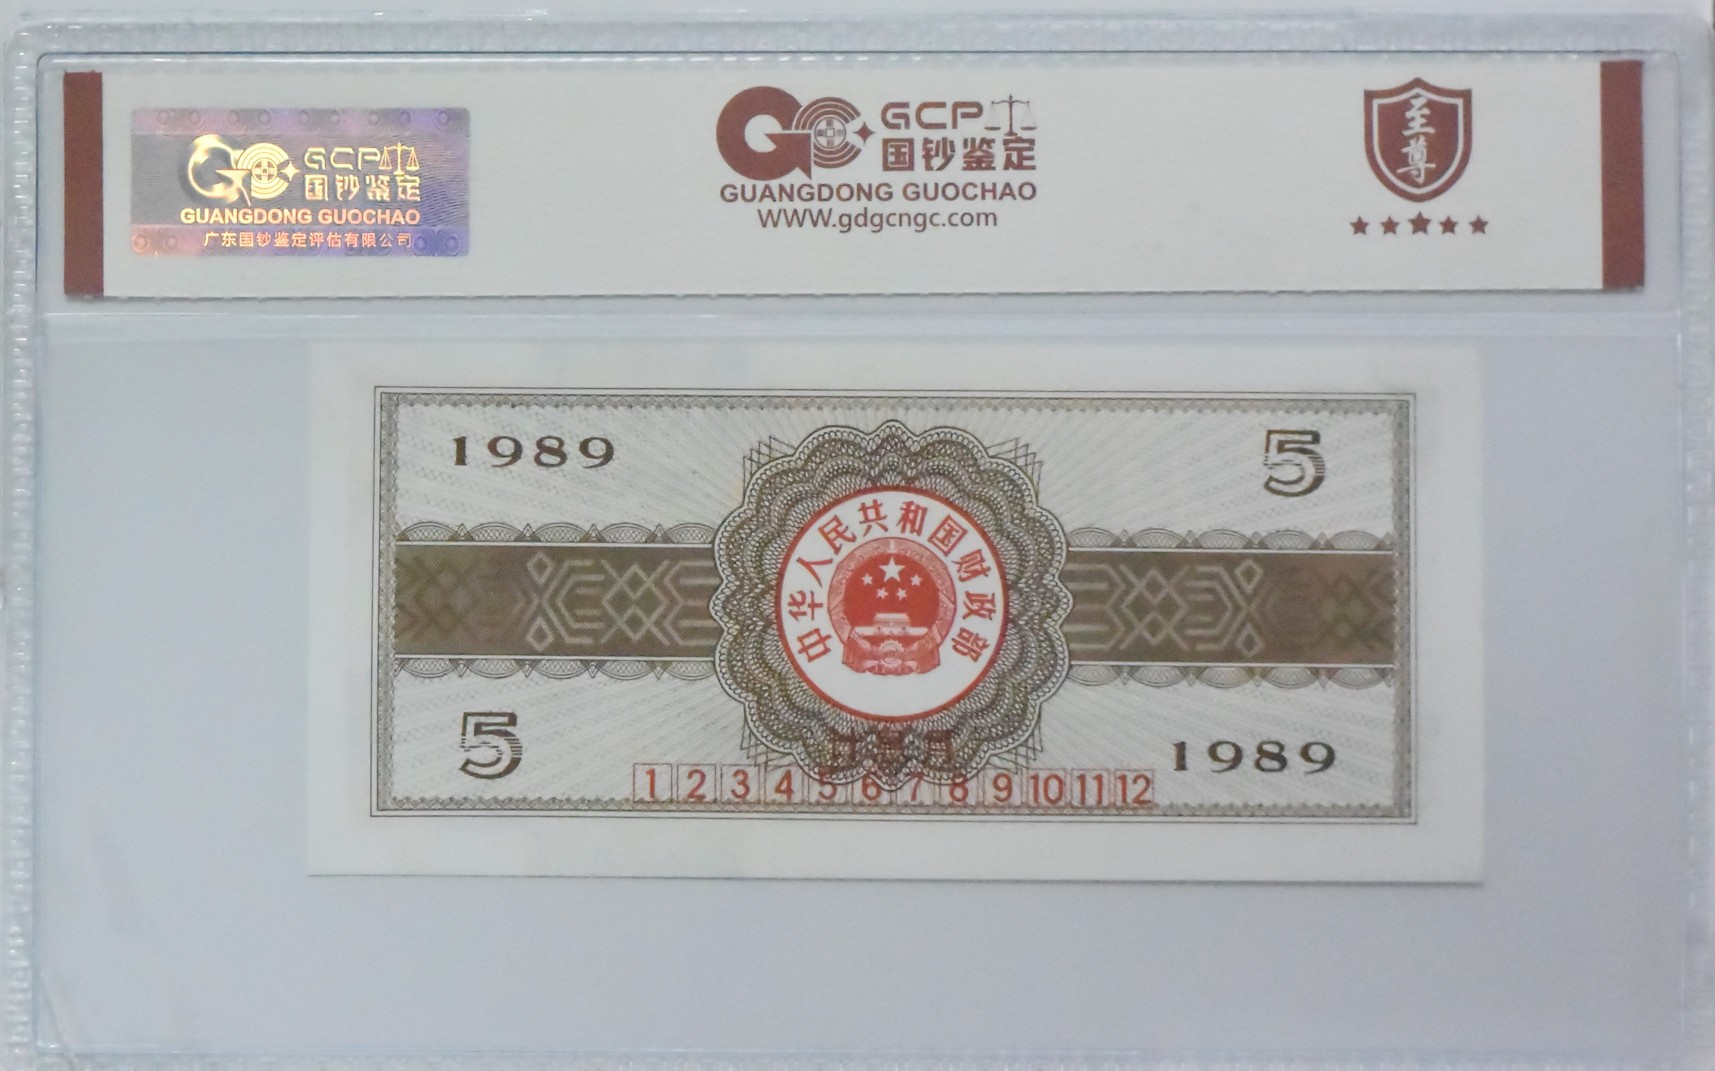 GCP
国钞鉴定
GUANGDONG GUOCHAO
广东国钞鉴定评估有限公司
GCP
国钞鉴定
GUANGDONG GUOCHAO
WWW.gdgcngc.com
至尊
1989
5
中华人民共和国财政部
5
1989
1 2 3 4 5 6 7 8 9 10 11 12